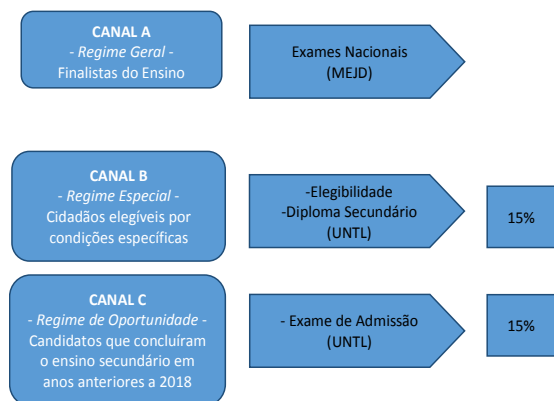 CANAL A
- Regime Geral -
Finalistas do Ensino
Exames Nacionais
(MEJD)
CANAL B
- Regime Especial -
Cidadãos elegíveis por
condições específicas
-Elegibilidade
-Diploma Secundário
(UNTL)
15%
CANAL C
- Regime de Oportunidade -
Candidatos que concluíram
o ensino secundário em
anos anteriores a 2018
- Exame de Admissão
(UNTL)
15%